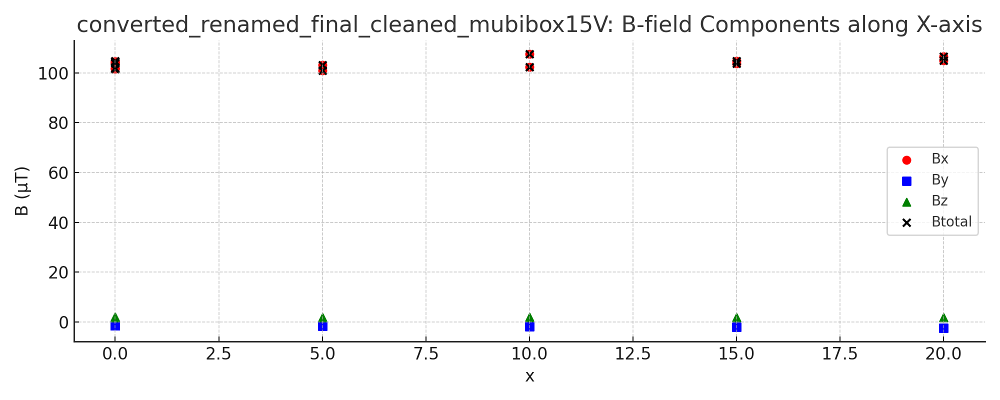 converted_renamed_final_cleaned_mubibox15V: B-field Components along X-axis
B (µT)
100
80
60
40
20
0
Bx
By
Bz
Btotal
0.0 2.5 5.0 7.5 10.0 12.5 15.0 17.5 20.0
x